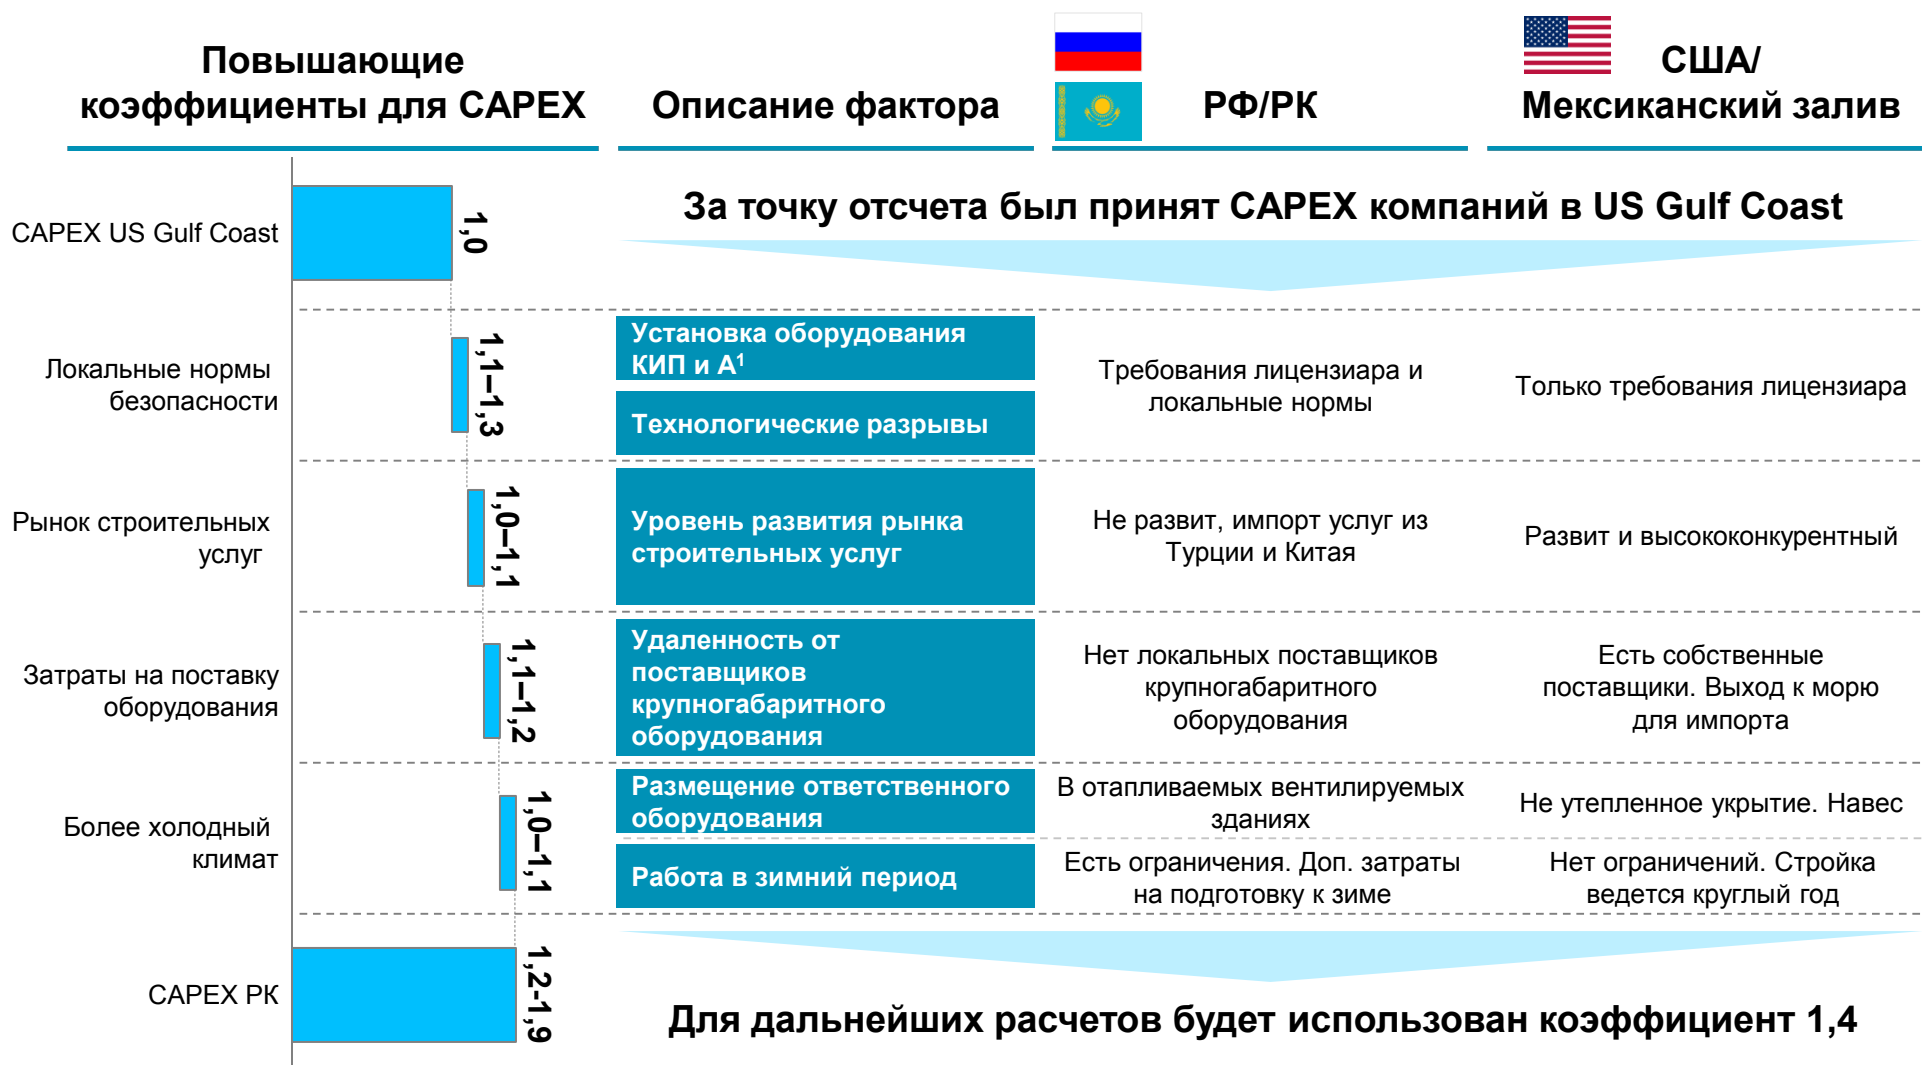 Повышающие
коэффициенты для CAPEX
Описание фактора
РФ/РК
США/
Мексиканский залив
CAPEX US Gulf Coast
1,0
За точку отсчета был принят CAPEX компаний в US Gulf Coast
Локальные нормы
безопасности
1,1–1,3
Установка оборудования
КИП и А¹
Технологические разрывы
Требования лицензиара и
локальные нормы
Только требования лицензиара
Рынок строительных
услуг
1,0–1,1
Уровень развития рынка
строительных услуг
Не развит, импорт услуг из
Турции и Китая
Развит и высококонкурентный
Затраты на поставку
оборудования
1,1–1,2
Удаленность от
поставщиков
крупногабаритного
оборудования
Нет локальных поставщиков
крупногабаритного
оборудования
Есть собственные
поставщики. Выход к морю
для импорта
Более холодный
климат
1,0–1,1
Размещение ответственного
оборудования
В отапливаемых вентилируемых
зданиях
Не утепленное укрытие. Навес
Работа в зимний период
Есть ограничения. Доп. затраты
на подготовку к зиме
Нет ограничений. Стройка
ведется круглый год
CAPEX РК
1,2-1,9
Для дальнейших расчетов будет использован коэффициент 1,4